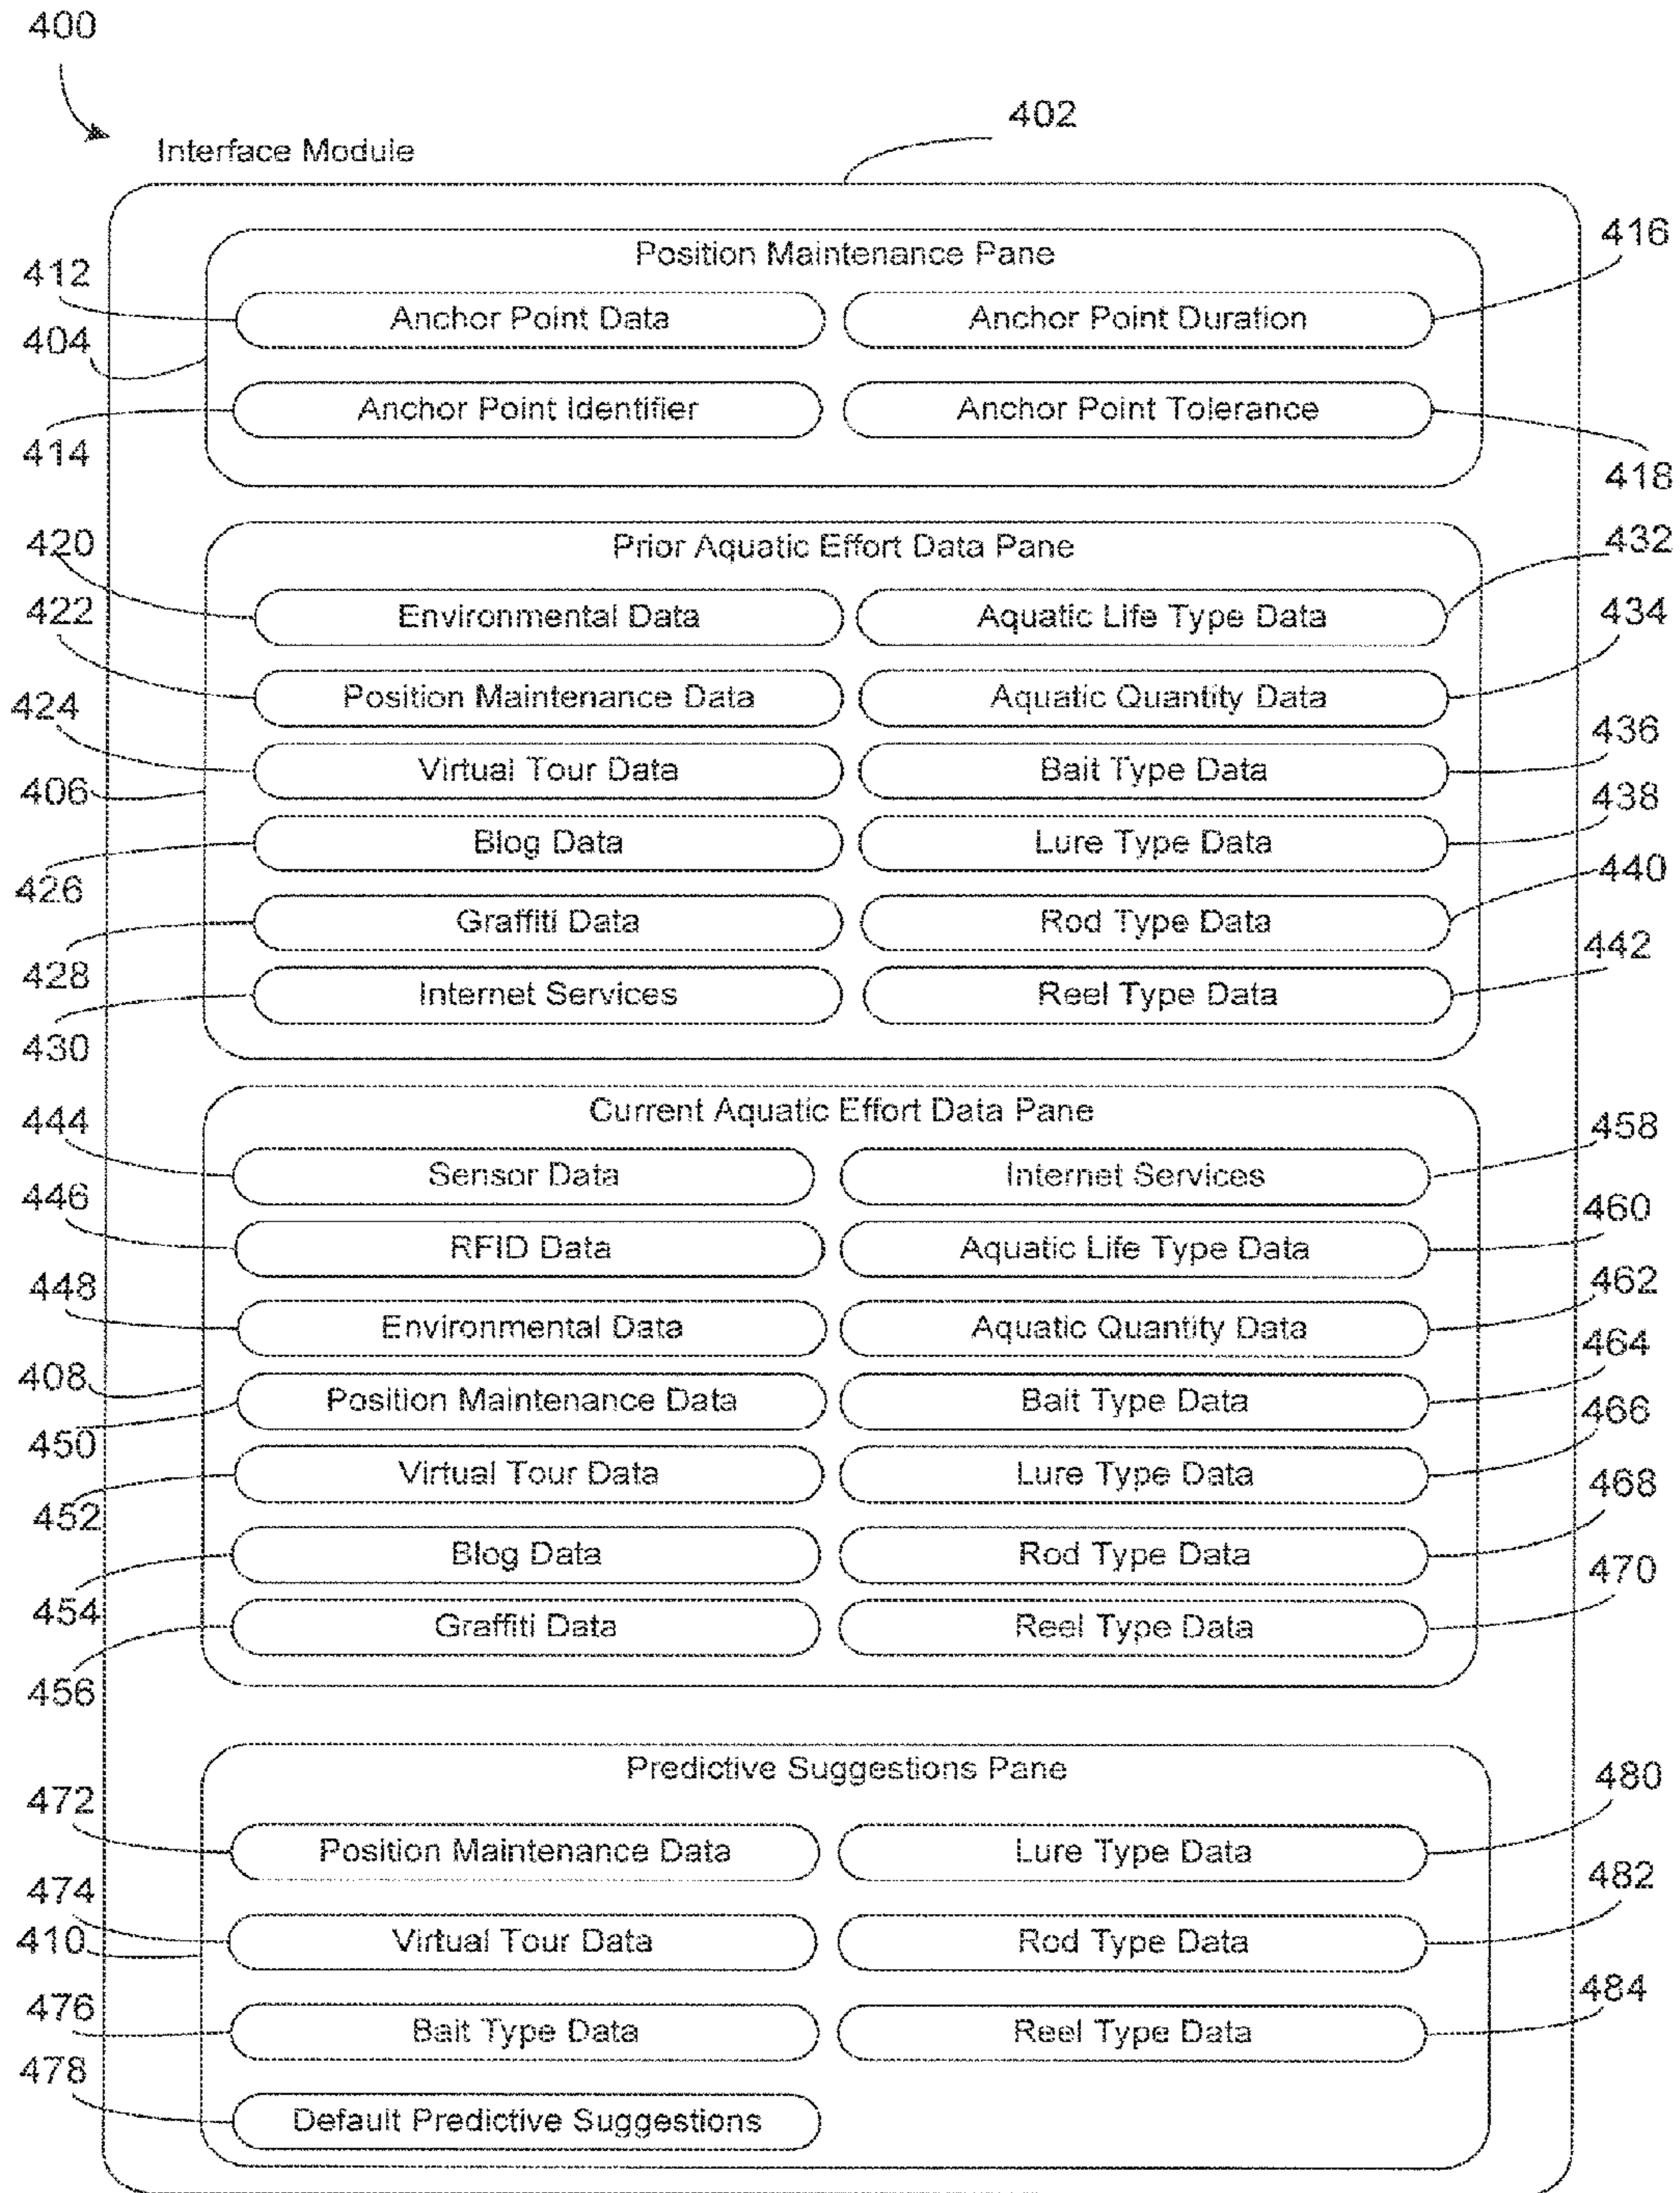 400
402
Interface Module
Position Maintenance Pane
416
412
Anchor Point Data
Anchor Point Duration
404
Anchor Point Identifier
Anchor Point Tolerance
414
418
420
Prior Aquatic Effort Data Pane
432
422
Environmental Data
Aquatic Life Type Data
434
424
Position Maintenance Data
Aquatic Quantity Data
436
Virtual Tour Data
Bait Type Data
406
438
Blog Data
Lure Type Data
426
440
Graffiti Data
Rod Type Data
428
442
Internet Services
Reel Type Data
430
444
Current Aquatic Effort Data Pane
458
Sensor Data
Internet Services
446
460
RFID Data
Aquatic Life Type Data
448
462
Environmental Data
Aquatic Quantity Data
464
408
Position Maintenance Data
Bait Type Data
466
450
Virtual Tour Data
Lure Type Data
468
452
Blog Data
Rod Type Data
470
454
Graffiti Data
Reel Type Data
456
Predictive Suggestions Pane
480
472
Position Maintenance Data
Lure Type Data
474
482
410
Virtual Tour Data
Rod Type Data
476
484
Bait Type Data
Reel Type Data
478
Default Predictive Suggestions